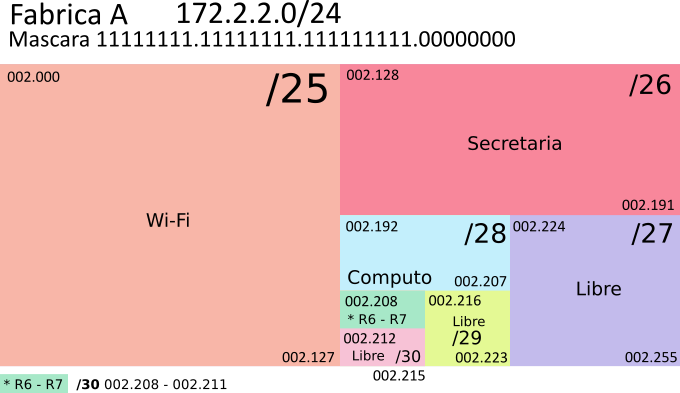 Fabrica A 172.2.2.0/24
Mascara 11111111.11111111.111111111.00000000
002.000 /25
Wi-Fi
002.127
002.128 /26
Secretaria
002.191
002.192 /28
Computo 002.207
002.224 /27
Libre
002.255
002.208
* R6 - R7
002.212
Libre /30
002.215
002.216
Libre
/29
002.223
* R6 - R7 /30 002.208 - 002.211